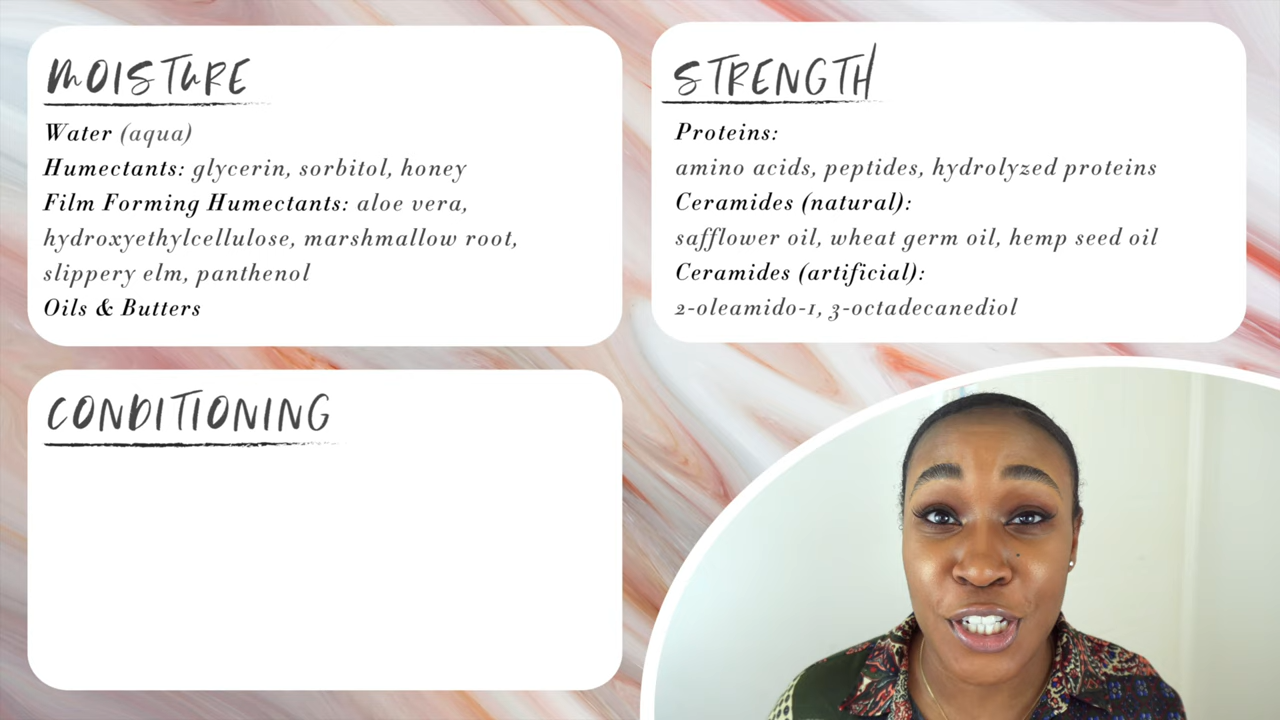 MOISTURE
Water (aqua)
Humectants: glycerin, sorbitol, honey
Film Forming Humectants: aloe vera,
hydroxyethylcellulose, marshmallow root,
slippery elm, panthenol
Oils & Butters
STRENGTH
Proteins:
amino acids, peptides, hydrolyzed proteins
Ceramides (natural):
safflower oil, wheat germ oil, hemp seed oil
Ceramides (artificial):
2-oleamido-1, 3-octadecanediol
CONDITIONING